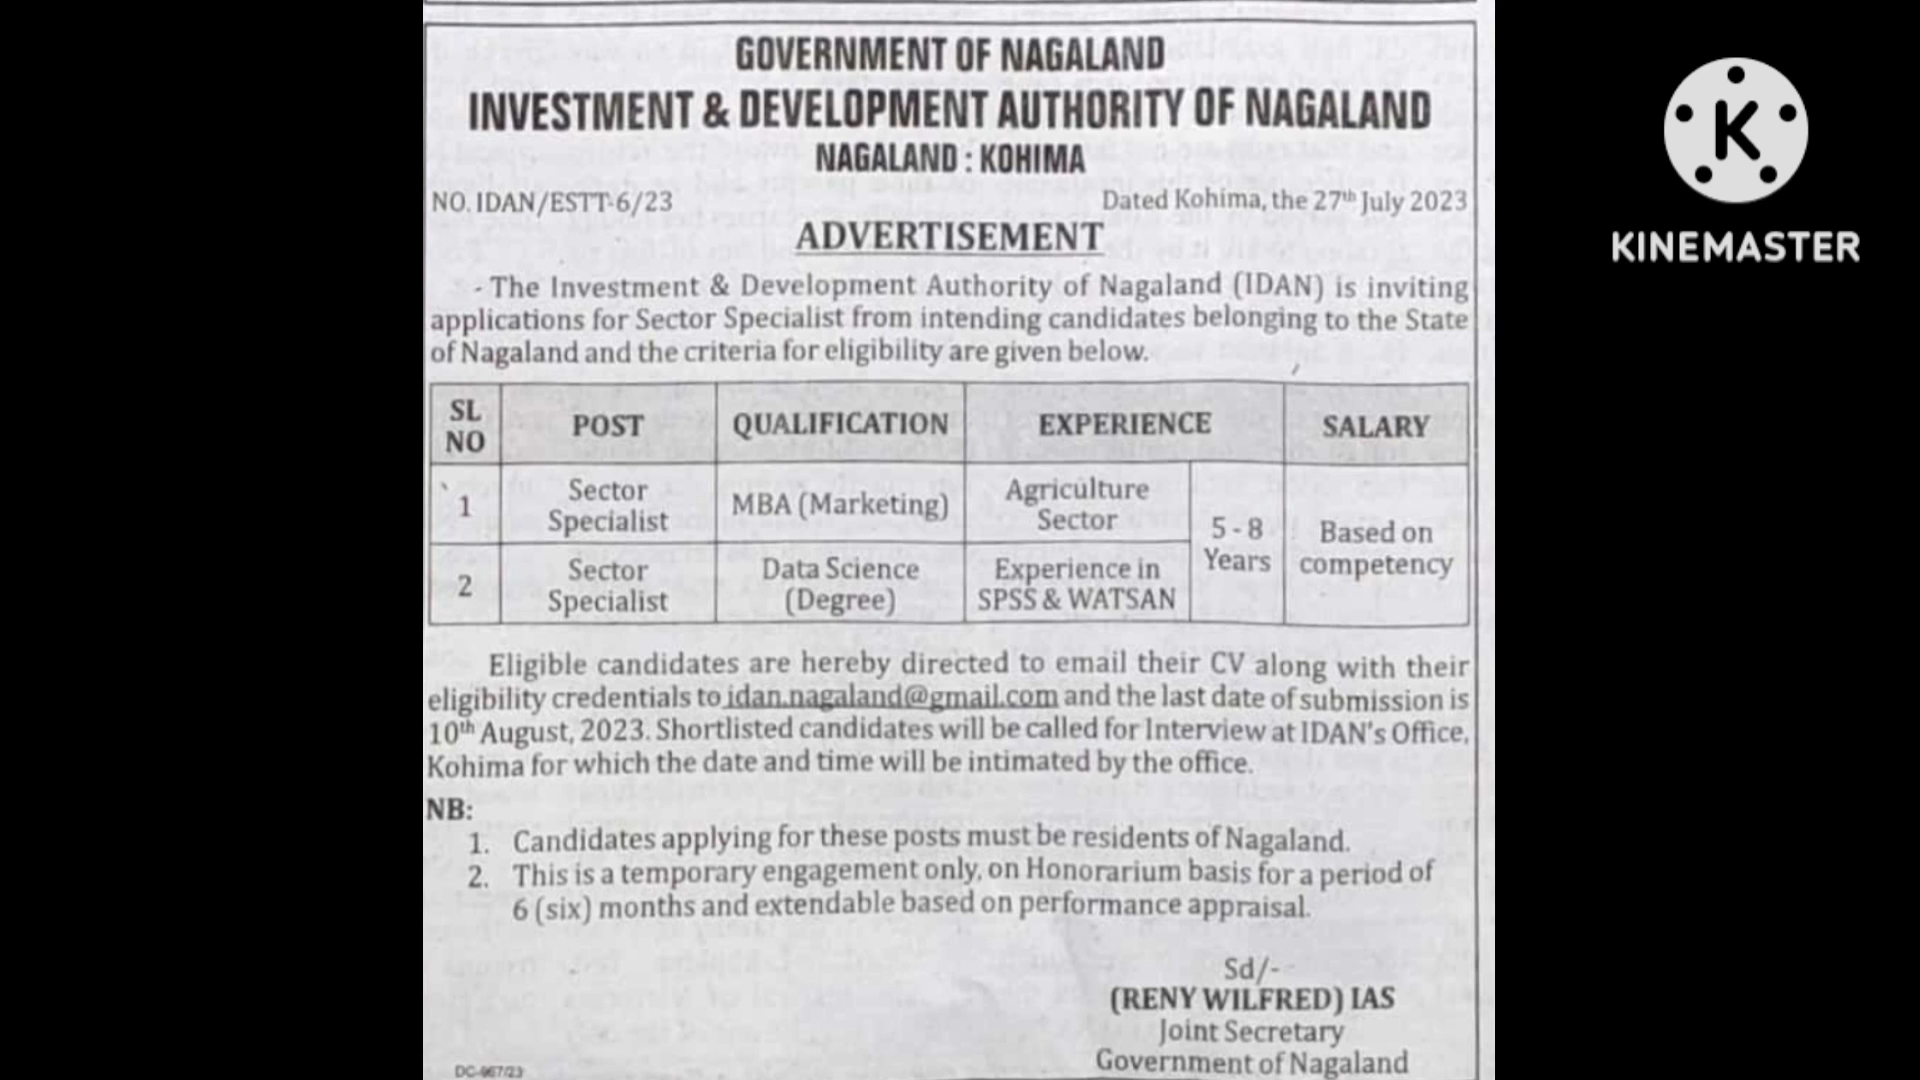 GOVERNMENT OF NAGALAND
INVESTMENT & DEVELOPMENT AUTHORITY OF NAGALAND
NAGALAND : KOHIMA
NO. IDAN/ESTT-6/23 Dated Kohima, the 27th July 2023
ADVERTISEMENT
- The Investment & Development Authority of Nagaland (IDAN) is inviting
applications for Sector Specialist from intending candidates belonging to the State
of Nagaland and the criteria for eligibility are given below.
SL NO POST QUALIFICATION EXPERIENCE SALARY
1 Sector Specialist MBA (Marketing) Agriculture Sector 5 - 8 Years Based on competency
2 Sector Specialist Data Science (Degree) Experience in SPSS & WATSAN
Eligible candidates are hereby directed to email their CV along with their
eligibility credentials to idan.nagaland@gmail.com and the last date of submission is
10th August, 2023. Shortlisted candidates will be called for Interview at IDAN's Office,
Kohima for which the date and time will be intimated by the office.
NB:
1. Candidates applying for these posts must be residents of Nagaland.
2. This is a temporary engagement only, on Honorarium basis for a period of
6 (six) months and extendable based on performance appraisal.
Sd/-
(RENY WILFRED) IAS
Joint Secretary
Government of Nagaland
DC-967/23
K
KINEMASTER